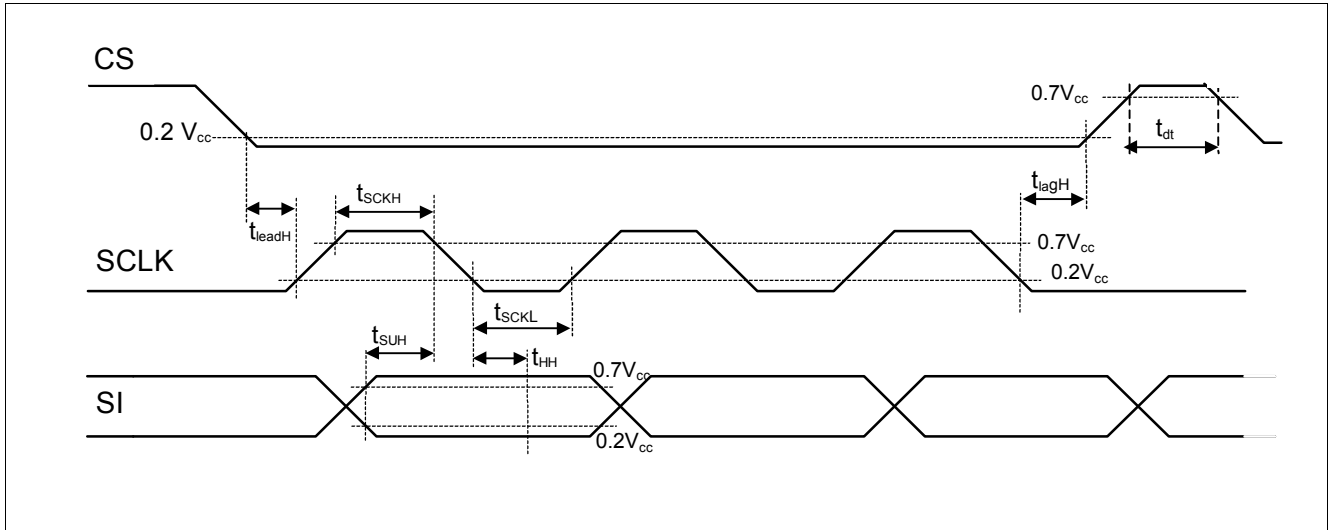 CS
0.7Vcc
0.2 Vcc
tdt
tSCKH
tlagH
tleadH
0.7Vcc
SCLK
0.2Vcc
tSCKL
tSUH
tHH
0.7Vcc
SI
0.2Vcc